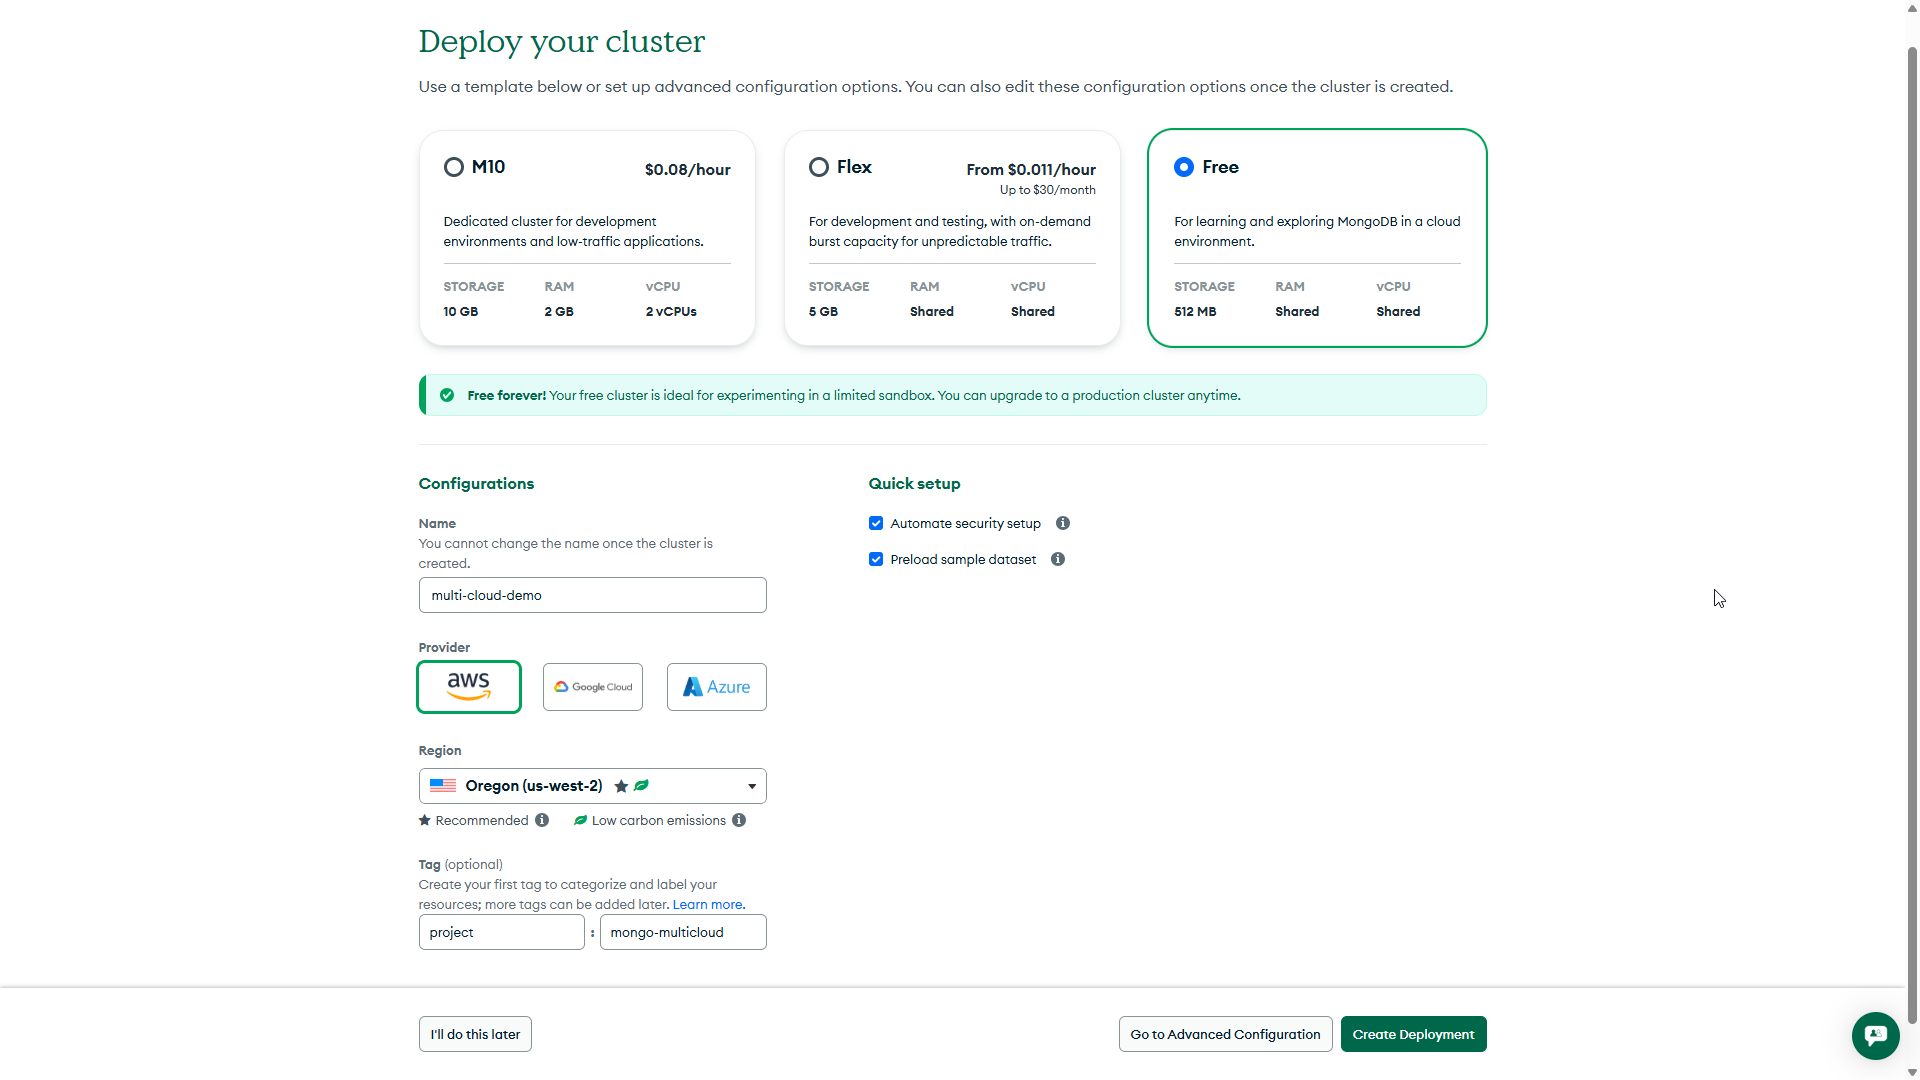 Deploy your cluster
Use a template below or set up advanced configuration options. You can also edit these configuration options once the cluster is created.
M10
$0.08/hour
Dedicated cluster for development
environments and low-traffic applications.
STORAGE RAM vCPU
10 GB 2 GB 2 vCPUs
Flex
From $0.011/hour
Up to $30/month
For development and testing, with on-demand
burst capacity for unpredictable traffic.
STORAGE RAM vCPU
5 GB Shared Shared
Free
For learning and exploring MongoDB in a cloud
environment.
STORAGE RAM vCPU
512 MB Shared Shared
Free forever! Your free cluster is ideal for experimenting in a limited sandbox. You can upgrade to a production cluster anytime.
Configurations
Name
You cannot change the name once the cluster is
created.
multi-cloud-demo
Provider
aws Google Cloud Azure
Region
Oregon (us-west-2)
Recommended Low carbon emissions
Tag (optional)
Create your first tag to categorize and label your
resources; more tags can be added later. Learn more.
project : mongo-multicloud
Quick setup
Automate security setup
Preload sample dataset
I'll do this later
Go to Advanced Configuration
Create Deployment